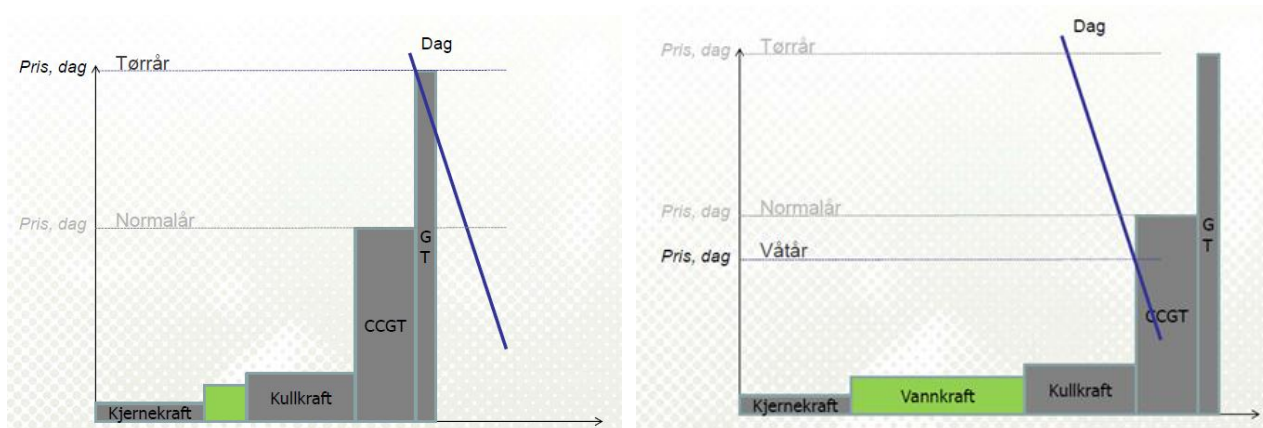 Dag
Pris, dag Tørrår
Pris, dag Normalår
G
T
CCGT
Kullkraft
Kjernekraft
Dag
Pris, dag Tørrår
Pris, dag Normalår
G
T
Pris, dag Våtår
CCGT
Kullkraft
Vannkraft
Kjernekraft